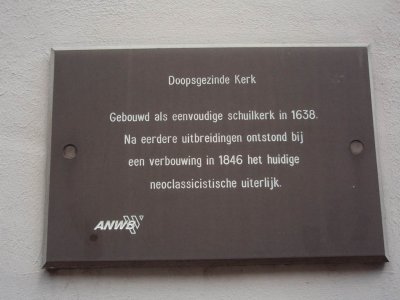 Doopsgezinde Kerk
Gebouwd als eenvoudige schuilkerk in 1638.
Na eerdere uitbreidingen ontstond bij
een verbouwing in 1846 het huidige
neoclassicistische uiterlijk.
ANWB